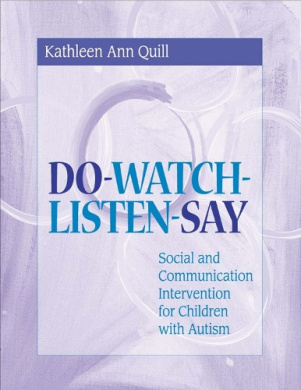 Kathleen Ann Quill
DO-WATCH-
LISTEN-SAY
Social and
Communication
Intervention
for Children
with Autism